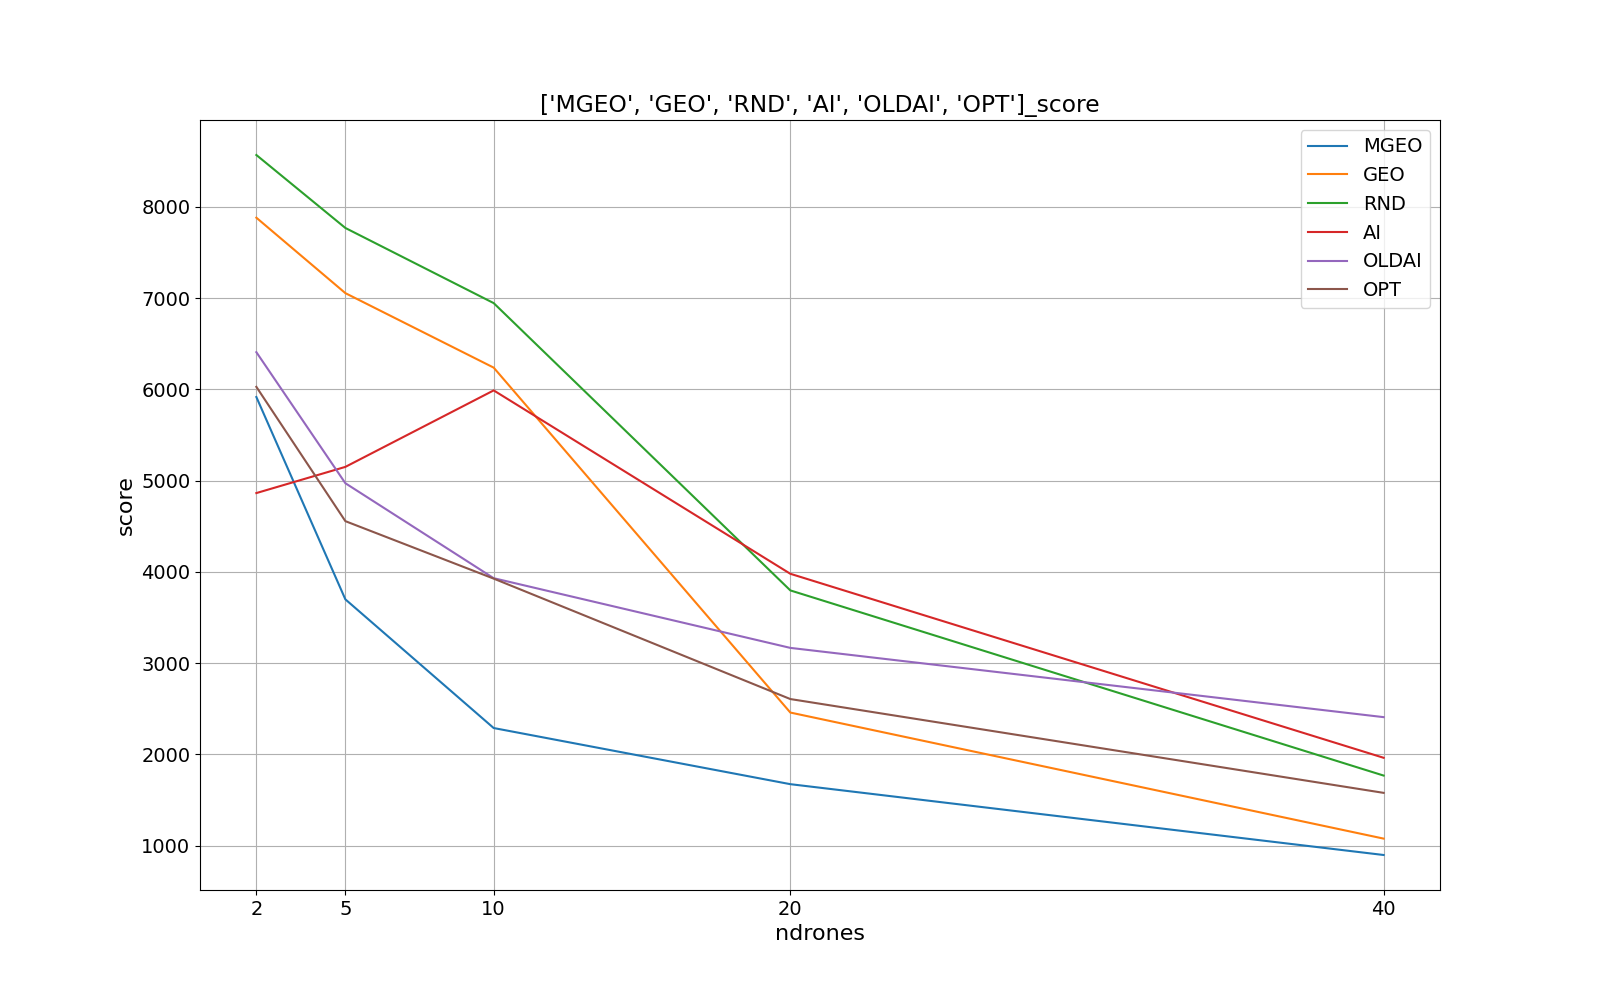 ['MGEO', 'GEO', 'RND', 'AI', 'OLDAI', 'OPT']_score
MGEO
GEO
RND
AI
OLDAI
OPT
8000
7000
6000
5000
4000
3000
2000
1000
score
2 5 10 20 40
ndrones